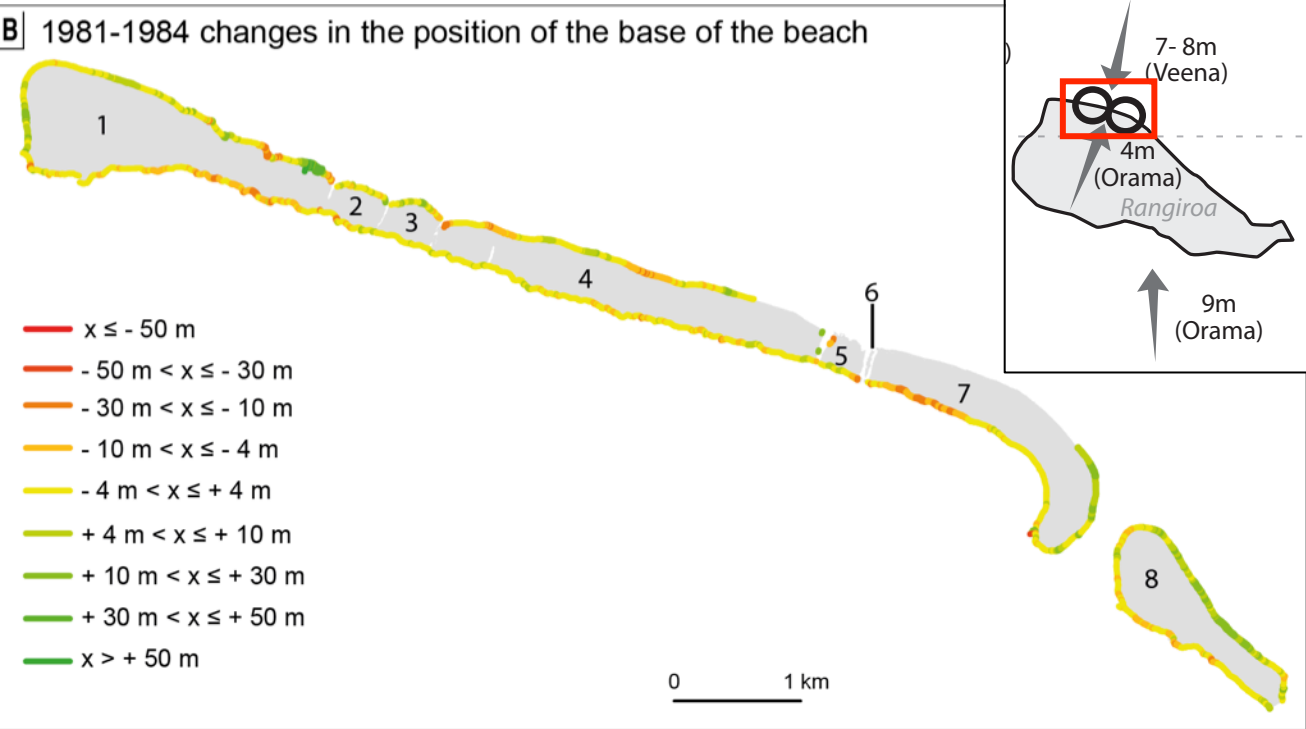 B 1981-1984 changes in the position of the base of the beach
)
7- 8m
(Veena)
4m
(Orama)
Rangiroa
9m
(Orama)
1
2
3
4
5
6
7
8
x ≤ - 50 m
- 50 m < x ≤ - 30 m
- 30 m < x ≤ - 10 m
- 10 m < x ≤ - 4 m
- 4 m < x ≤ + 4 m
+ 4 m < x ≤ + 10 m
+ 10 m < x ≤ + 30 m
+ 30 m < x ≤ + 50 m
x > + 50 m
0 1 km